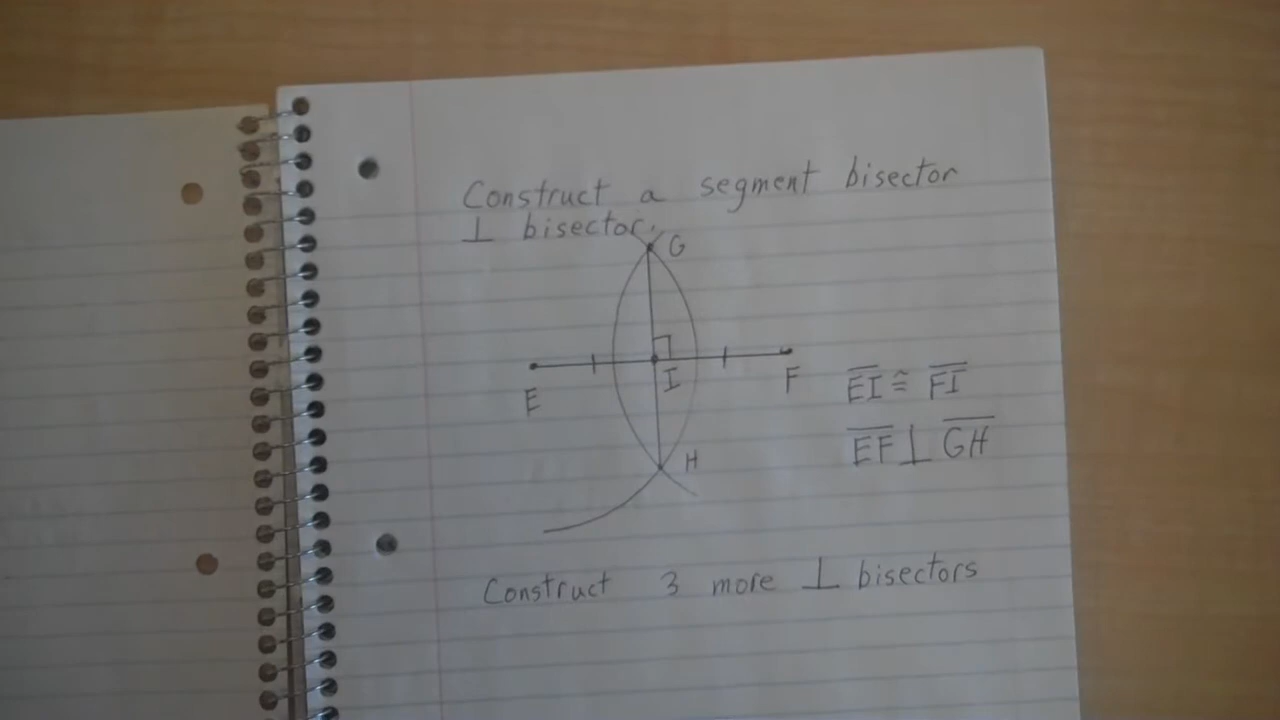 Construct a segment bisector
⊥ bisector.
G
E I F
H
EI ≅ FI
EF ⊥ GH
Construct 3 more ⊥ bisectors